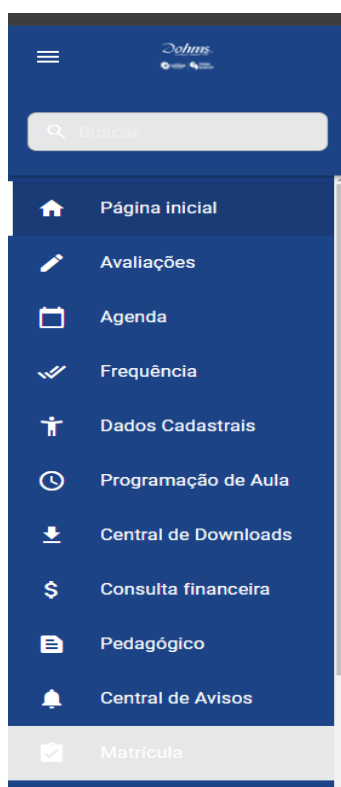 Dohms
Buscar
Página inicial
Avaliações
Agenda
Frequência
Dados Cadastrais
Programação de Aula
Central de Downloads
Consulta financeira
Pedagógico
Central de Avisos
Matrícula